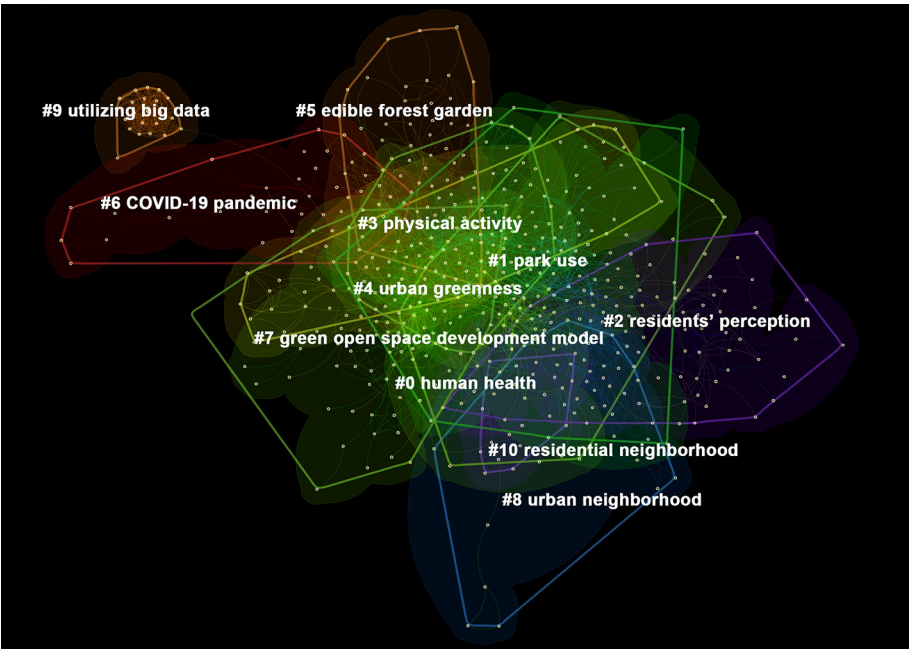 #9 utilizing big data
#5 edible forest garden
#6 COVID-19 pandemic
#3 physical activity
#1 park use
#4 urban greenness
#2 residents’ perception
#7 green open space development model
#0 human health
#10 residential neighborhood
#8 urban neighborhood